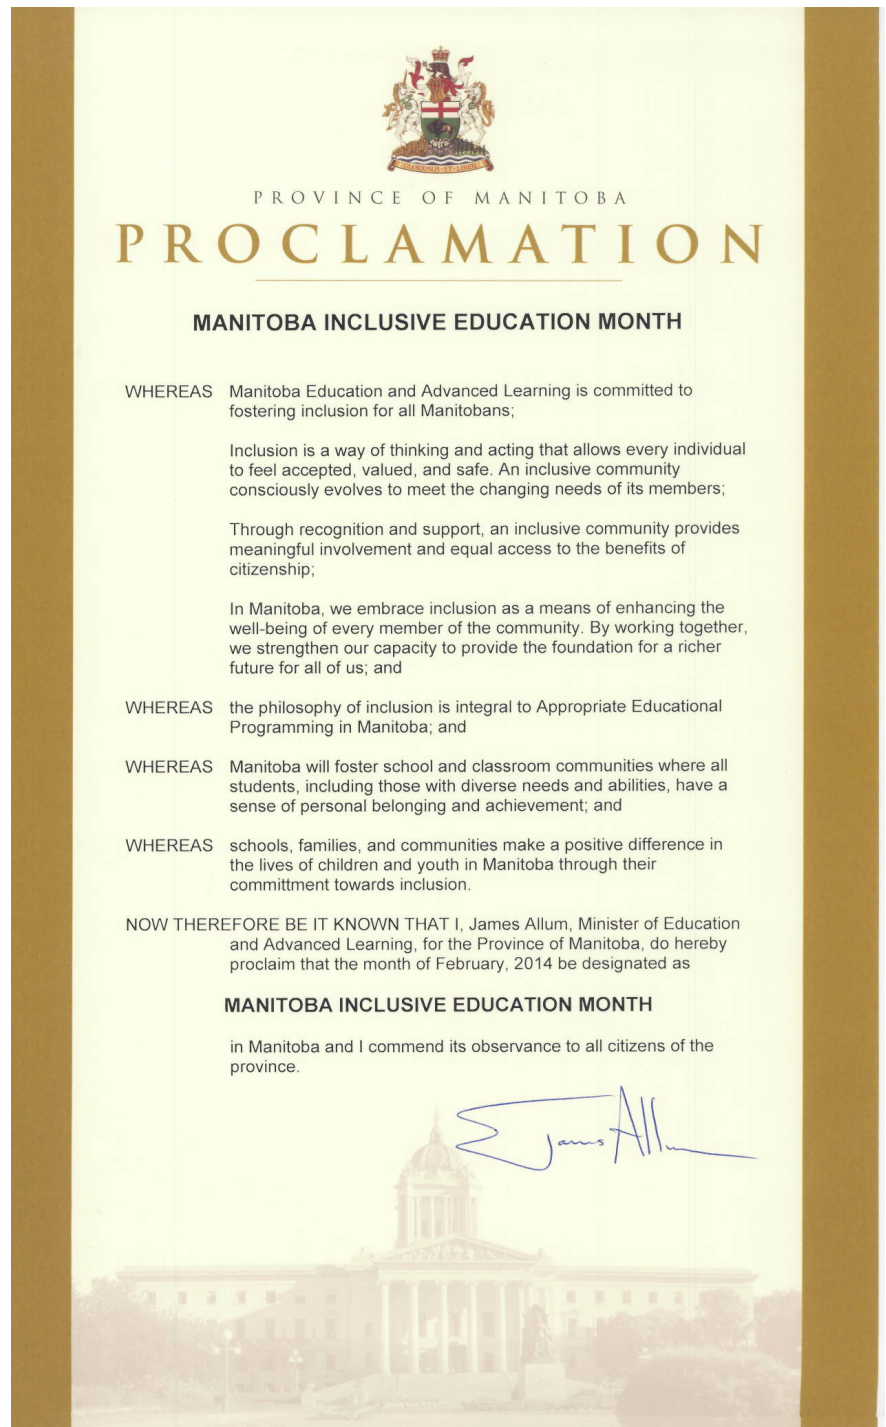 GLORIOSUS ET LIBER
PROVINCE OF MANITOBA
PROCLAMATION
MANITOBA INCLUSIVE EDUCATION MONTH
WHEREAS Manitoba Education and Advanced Learning is committed to
fostering inclusion for all Manitobans;
Inclusion is a way of thinking and acting that allows every individual
to feel accepted, valued, and safe. An inclusive community
consciously evolves to meet the changing needs of its members;
Through recognition and support, an inclusive community provides
meaningful involvement and equal access to the benefits of
citizenship;
In Manitoba, we embrace inclusion as a means of enhancing the
well-being of every member of the community. By working together,
we strengthen our capacity to provide the foundation for a richer
future for all of us; and
WHEREAS the philosophy of inclusion is integral to Appropriate Educational
Programming in Manitoba; and
WHEREAS Manitoba will foster school and classroom communities where all
students, including those with diverse needs and abilities, have a
sense of personal belonging and achievement; and
WHEREAS schools, families, and communities make a positive difference in
the lives of children and youth in Manitoba through their
committment towards inclusion.
NOW THEREFORE BE IT KNOWN THAT I, James Allum, Minister of Education
and Advanced Learning, for the Province of Manitoba, do hereby
proclaim that the month of February, 2014 be designated as
MANITOBA INCLUSIVE EDUCATION MONTH
in Manitoba and I commend its observance to all citizens of the
province.
James Allum